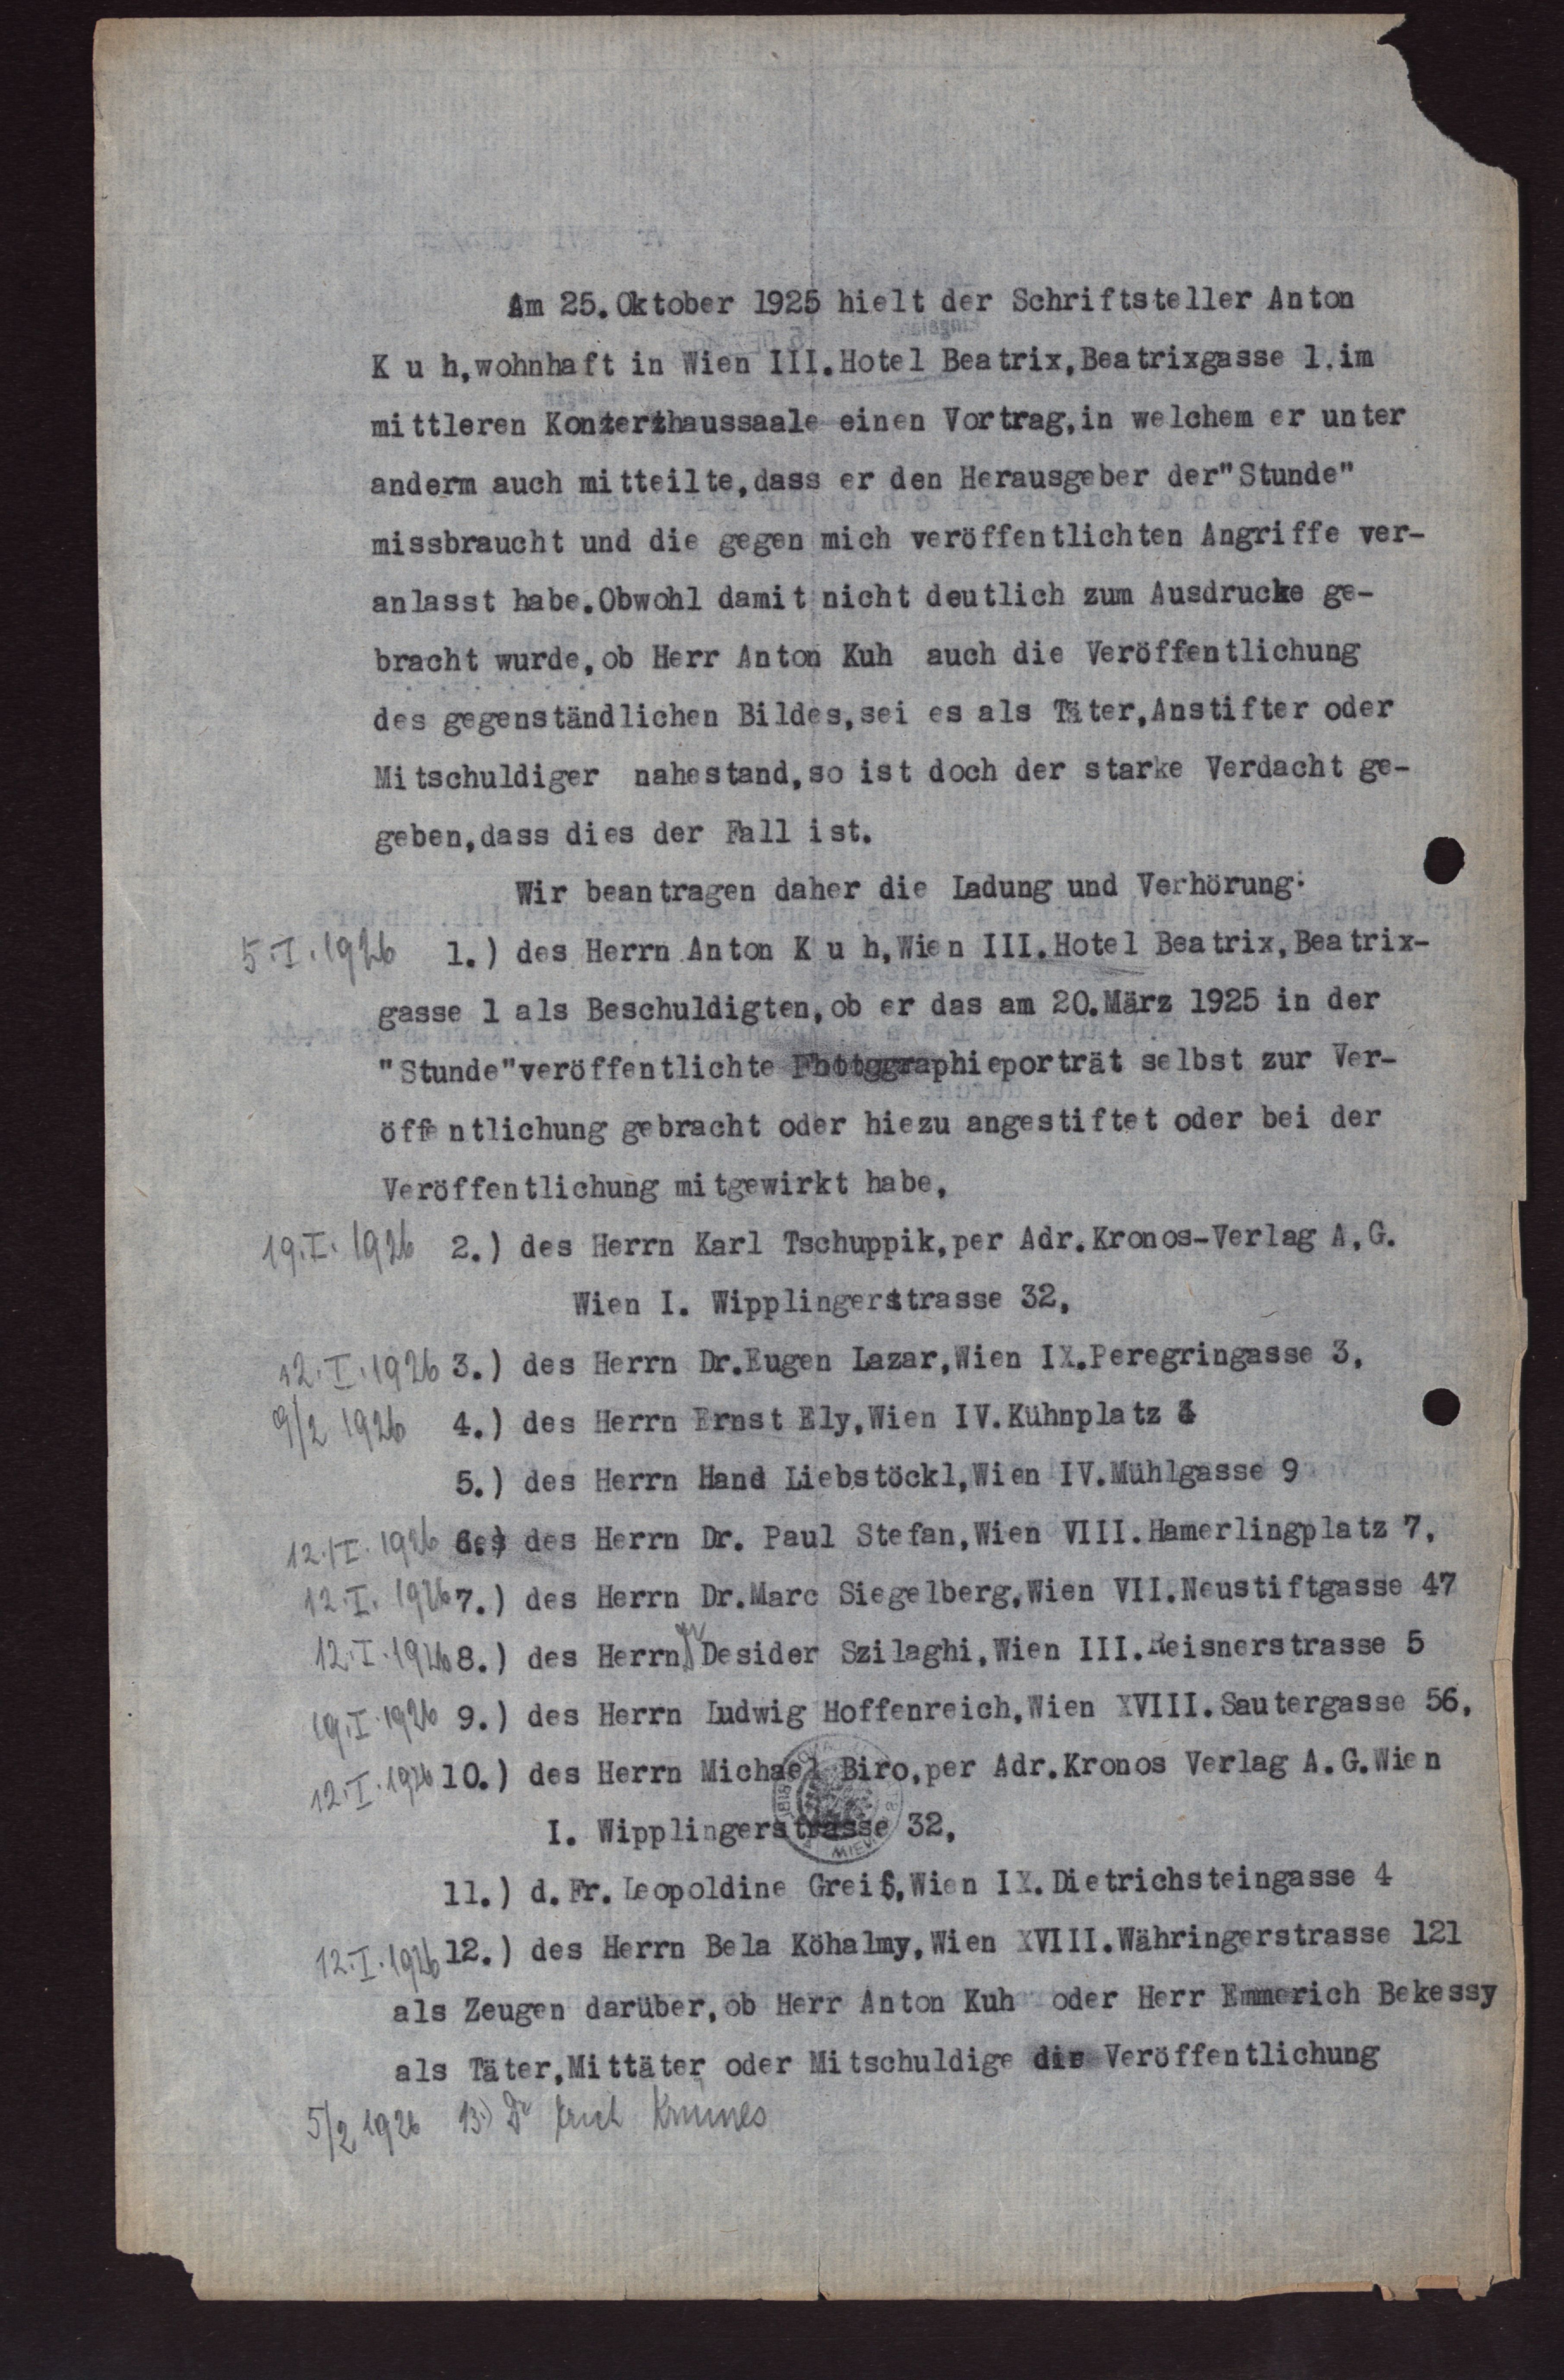 Am 25.Oktober 1925 hielt der Schriftsteller Anton
K u h,wohnhaft in Wien III.Hotel Beatrix,Beatrixgasse 1.im
mittleren Konzerthaussaale einen Vortrag,in welchem er unter
anderm auch mitteilte,dass er den Herausgeber der"Stunde"
missbraucht und die gegen mich veröffentlichten Angriffe ver-
anlasst habe.Obwohl damit nicht deutlich zum Ausdrucke ge-
bracht wurde,ob Herr Anton Kuh auch die Veröffentlichung
des gegenständlichen Bildes,sei es als Täter,Anstifter oder
Mitschuldiger nahestand,so ist doch der starke Verdacht ge-
geben,dass dies der Fall ist.
Wir beantragen daher die Ladung und Verhörung:
5.I.1926 1.) des Herrn Anton K u h,Wien III.Hotel Beatrix,Beatrix-
gasse 1 als Beschuldigten,ob er das am 20.März 1925 in der
"Stunde"veröffentlichte Photographieporträt selbst zur Ver-
öffentlichung gebracht oder hiezu angestiftet oder bei der
Veröffentlichung mitgewirkt habe,
19.I.1926 2.) des Herrn Karl Tschuppik,per Adr.Kronos-Verlag A.G.
Wien I. Wipplingerstrasse 32,
12.I.1926 3.) des Herrn Dr.Eugen Lazar,Wien IX.Peregringasse 3,
9/2 1926 4.) des Herrn Ernst Ely,Wien IV.Kühnplatz
5.) des Herrn Hand Liebstöckl,Wien IV.Mühlgasse 9
12.I.1926 6.) des Herrn Dr. Paul Stefan,Wien VIII.Hamerlingplatz 7,
12.I.1926 7.) des Herrn Dr.Marc Siegelberg,Wien VII.Neustiftgasse 47
12.I.1926 8.) des Herrn Dr Desider Szilaghi,Wien III.Reisnerstrasse 5
19.I.1926 9.) des Herrn Ludwig Hoffenreich,Wien XVIII.Sautergasse 56,
12.I.1926 10.) des Herrn Michael Biro,per Adr.Kronos Verlag A.G.Wien
I. Wipplingerstrasse 32,
11.) d.Fr.Leopoldine Greiß,Wien IX.Dietrichsteingasse 4
12.I.1926 12.) des Herrn Bela Köhalmy,Wien XVIII.Währingerstrasse 121
als Zeugen darüber,ob Herr Anton Kuh oder Herr Emmerich Bekessy
als Täter,Mittäter oder Mitschuldige die Veröffentlichung
5/2 1926 13.) Dr